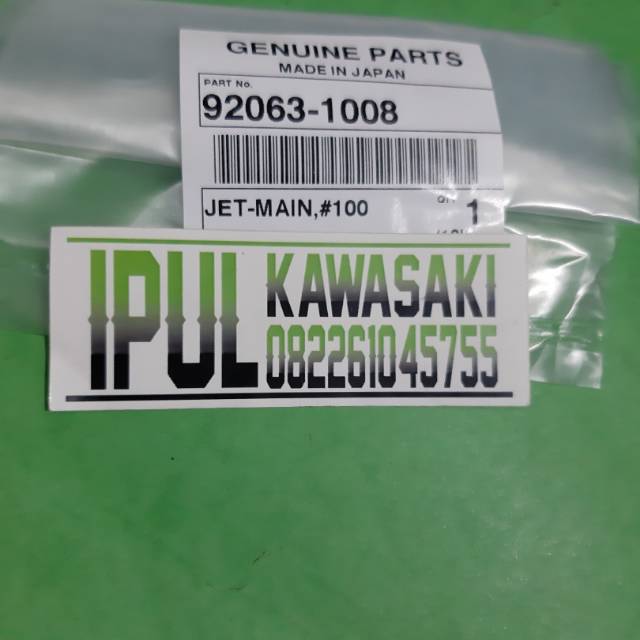 GENUINE PARTS
MADE IN JAPAN
PART No.
92063-1008
JET-MAIN,#100
1
IPUL KAWASAKI
082261045755